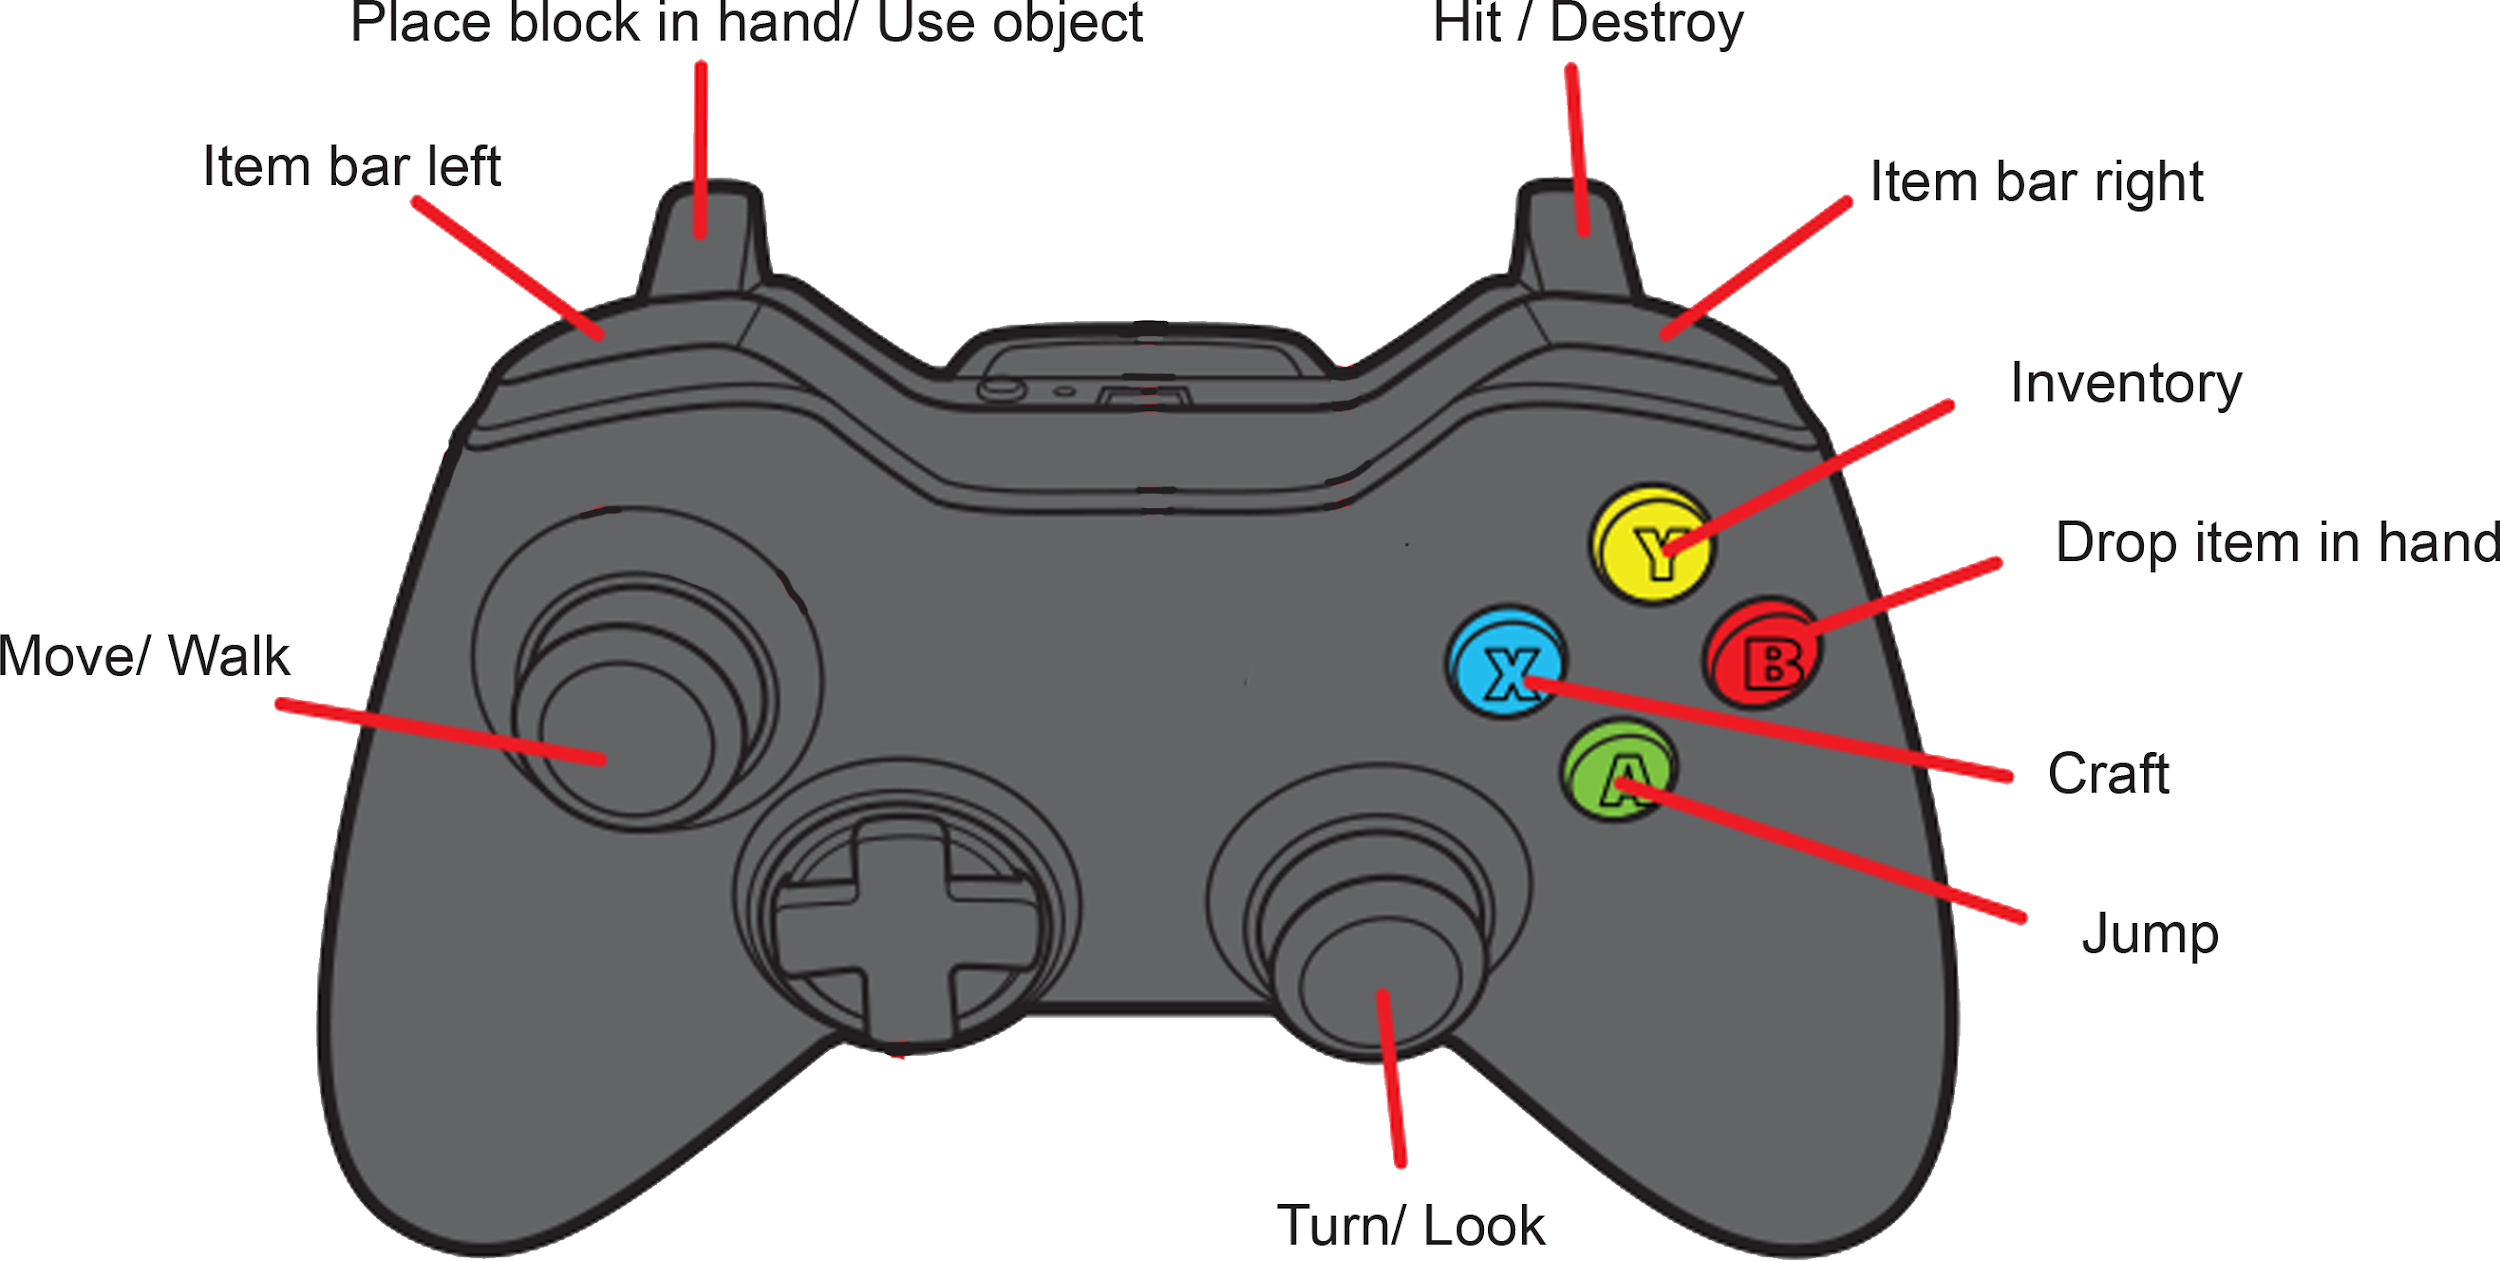 Place block in hand/ Use object
Hit / Destroy
Item bar left
Item bar right
Inventory
Drop item in hand
Move/ Walk
Craft
Jump
Turn/ Look
Y
B
X
A